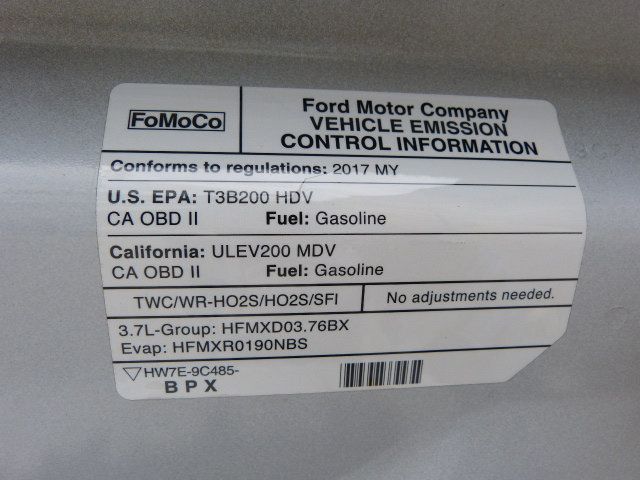 FoMoCo
Ford Motor Company
VEHICLE EMISSION
CONTROL INFORMATION
Conforms to regulations: 2017 MY
U.S. EPA: T3B200 HDV
CA OBD II Fuel: Gasoline
California: ULEV200 MDV
CA OBD II Fuel: Gasoline
TWC/WR-HO2S/HO2S/SFI No adjustments needed.
3.7L-Group: HFMXD03.76BX
Evap: HFMXR0190NBS
HW7E-9C485-
BPX